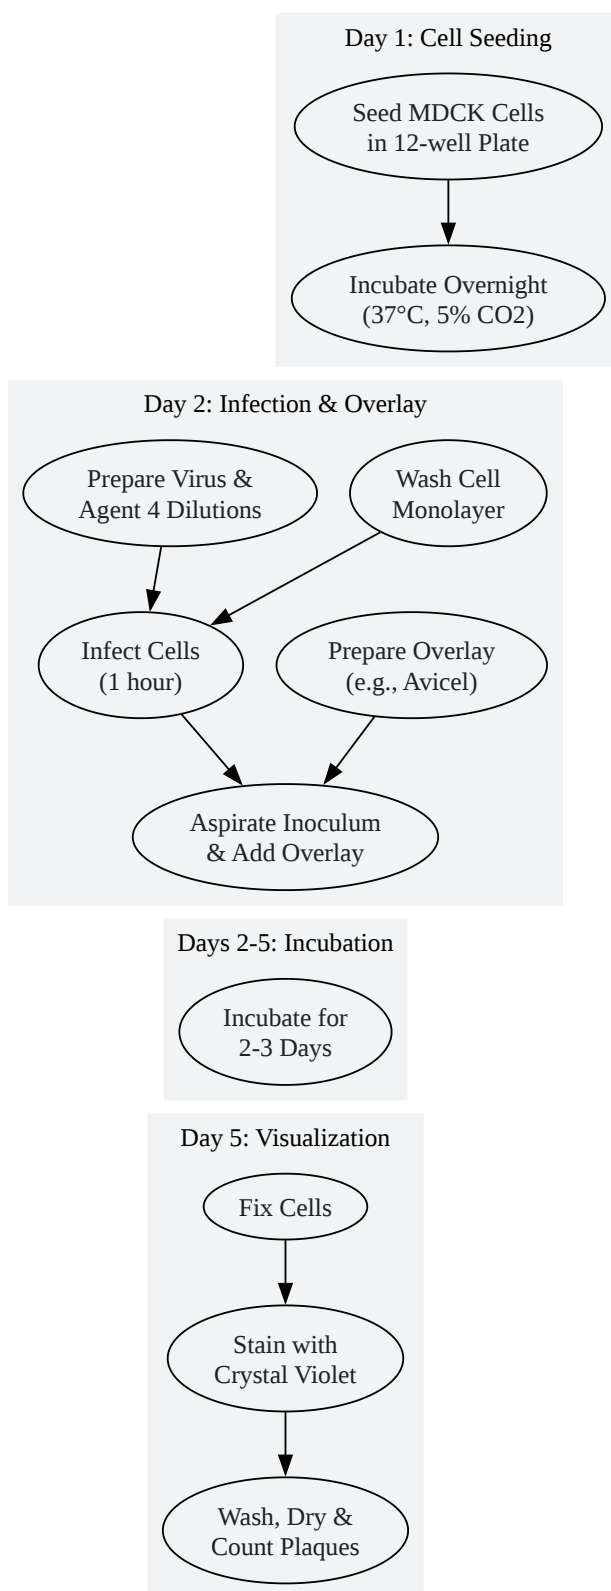 Day 1: Cell Seeding
Seed MDCK Cells
in 12-well Plate
Incubate Overnight
(37°C, 5% CO2)
Day 2: Infection & Overlay
Prepare Virus &
Agent 4 Dilutions
Wash Cell
Monolayer
Infect Cells
(1 hour)
Prepare Overlay
(e.g., Avicel)
Aspirate Inoculum
& Add Overlay
Days 2-5: Incubation
Incubate for
2-3 Days
Day 5: Visualization
Fix Cells
Stain with
Crystal Violet
Wash, Dry &
Count Plaques